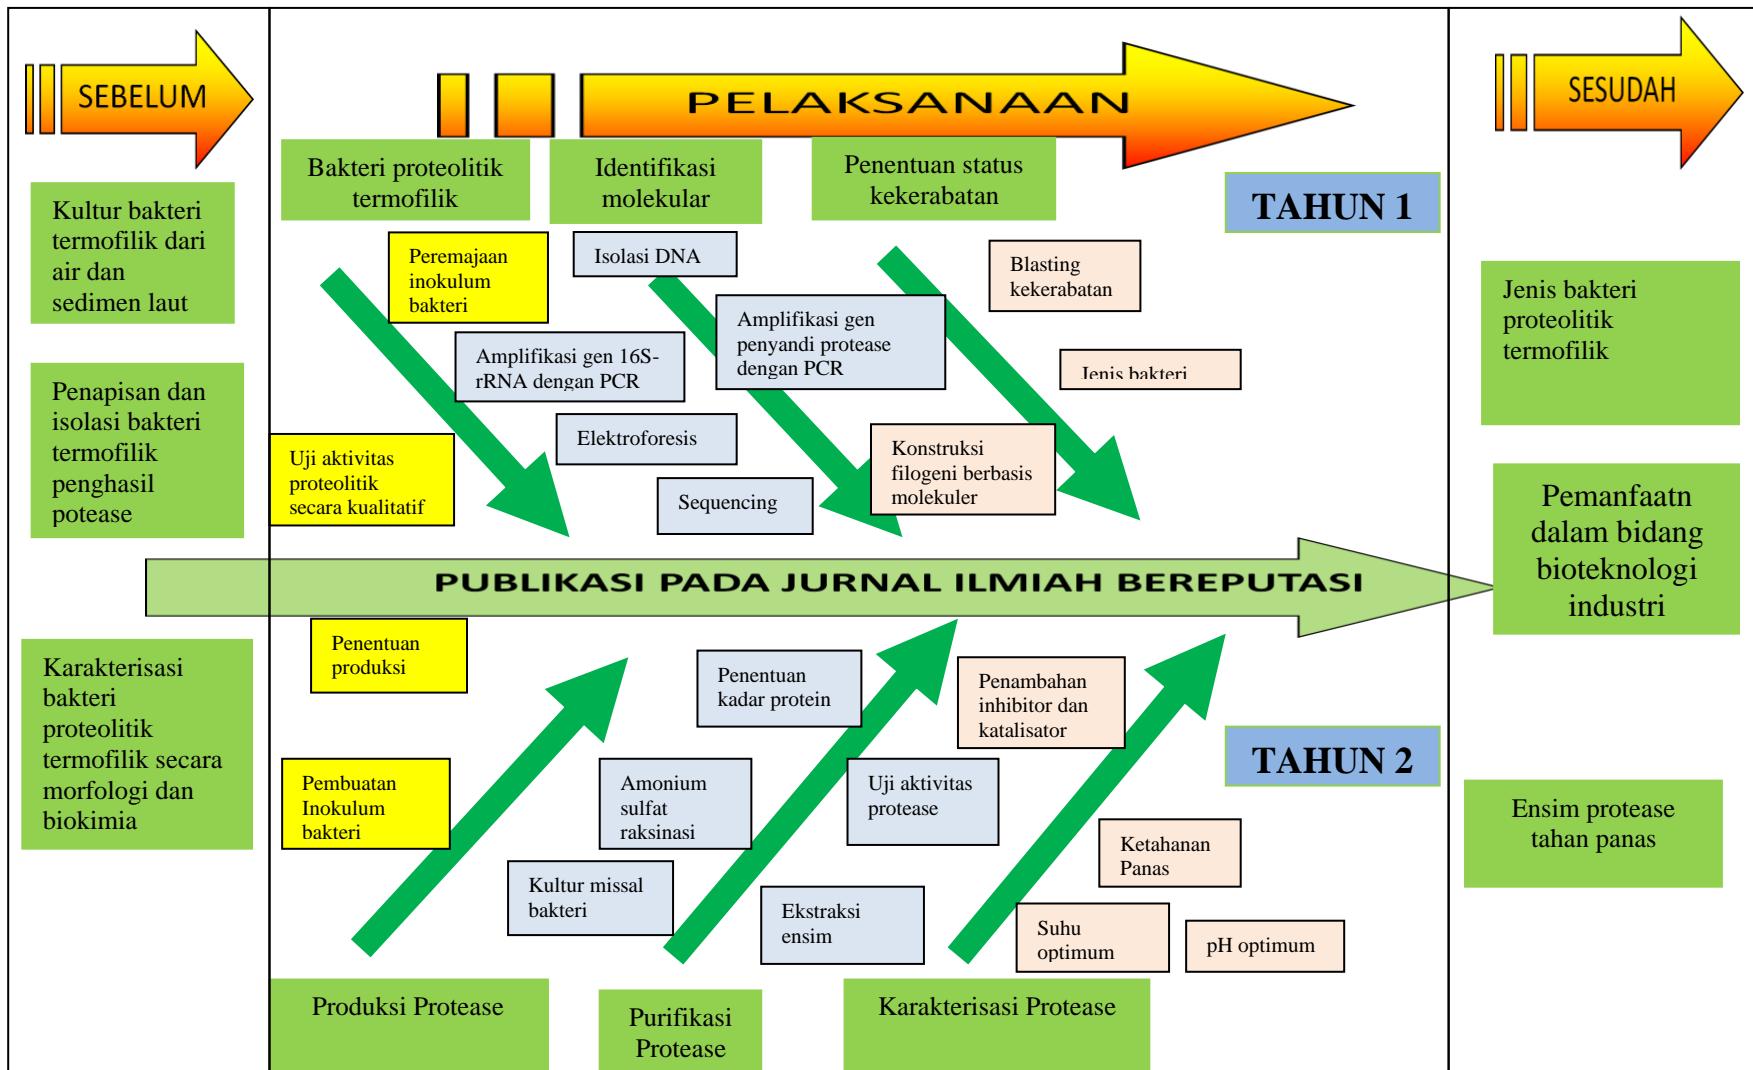 SEBELUM
Kultur bakteri
termofilik dari
air dan
sedimen laut
Penapisan dan
isolasi bakteri
termofilik
penghasil
potease
Karakterisasi
bakteri
proteolitik
termofilik secara
morfologi dan
biokimia
PELAKSANAAN
Bakteri proteolitik
termofilik
Identifikasi
molekular
Penentuan status
kekerabatan
TAHUN 1
Peremajaan
inokulum
bakteri
Uji aktivitas
proteolitik
secara kualitatif
Isolasi DNA
Amplifikasi gen 16S-
rRNA dengan PCR
Amplifikasi gen
penyandi protease
dengan PCR
Elektroforesis
Sequencing
Blasting
kekerabatan
Jenis bakteri
Konstruksi
filogeni berbasis
molekuler
PUBLIKASI PADA JURNAL ILMIAH BEREPUTASI
Penentuan
produksi
Pembuatan
Inokulum
bakteri
Penentuan
kadar protein
Amonium
sulfat
raksinasi
Kultur missal
bakteri
Uji aktivitas
protease
Ekstraksi
ensim
Penambahan
inhibitor dan
katalisator
TAHUN 2
Ketahanan
Panas
Suhu
optimum
pH optimum
Produksi Protease
Purifikasi
Protease
Karakterisasi Protease
SESUDAH
Jenis bakteri
proteolitik
termofilik
Pemanfaatn
dalam bidang
bioteknologi
industri
Ensim protease
tahan panas